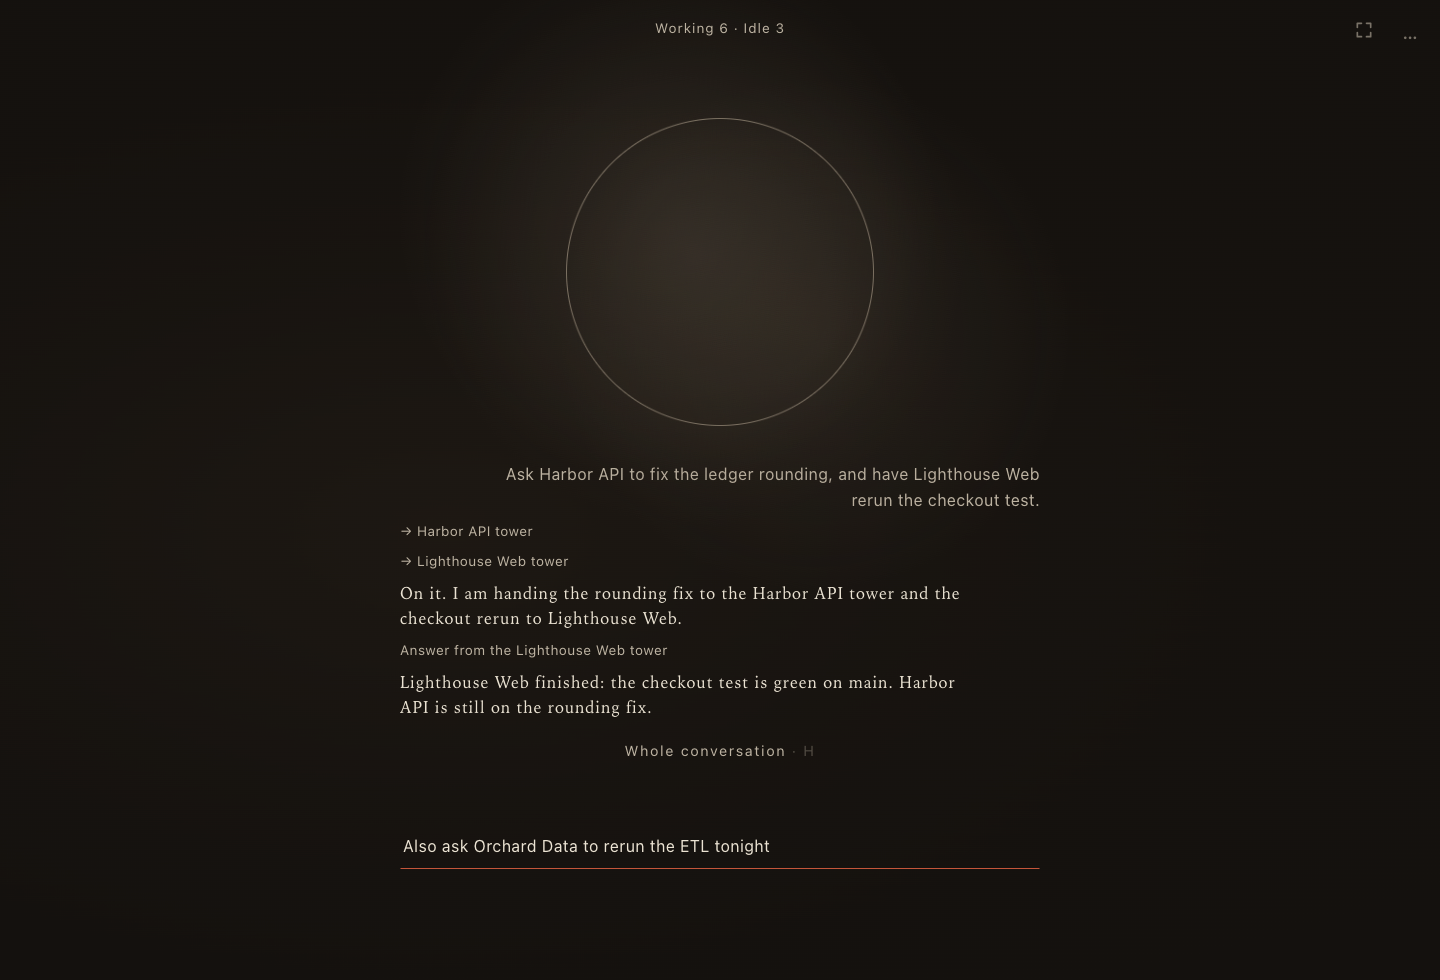 Working 6 · Idle 3
...
Ask Harbor API to fix the ledger rounding, and have Lighthouse Web
rerun the checkout test.
→ Harbor API tower
→ Lighthouse Web tower
On it. I am handing the rounding fix to the Harbor API tower and the
checkout rerun to Lighthouse Web.
Answer from the Lighthouse Web tower
Lighthouse Web finished: the checkout test is green on main. Harbor
API is still on the rounding fix.
Whole conversation · H
Also ask Orchard Data to rerun the ETL tonight